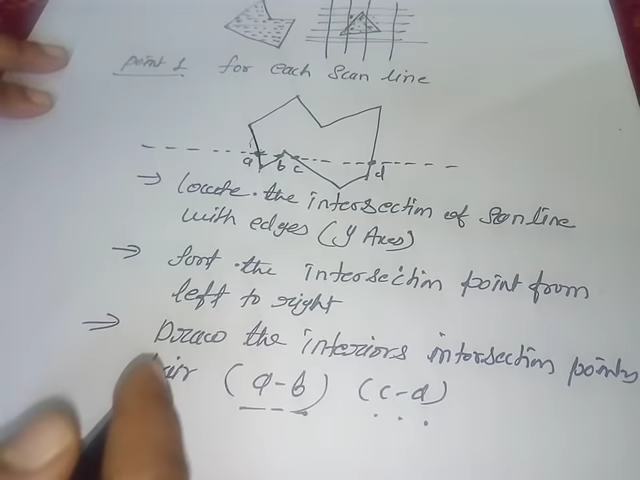 point 1 for each scan line
a b c d
→ locate the intersection of scan line
with edges (y Axes)
→ sort the intersection point from
left to right
⇒ Draw the interiors intersection points
air (a-b) (c-d)